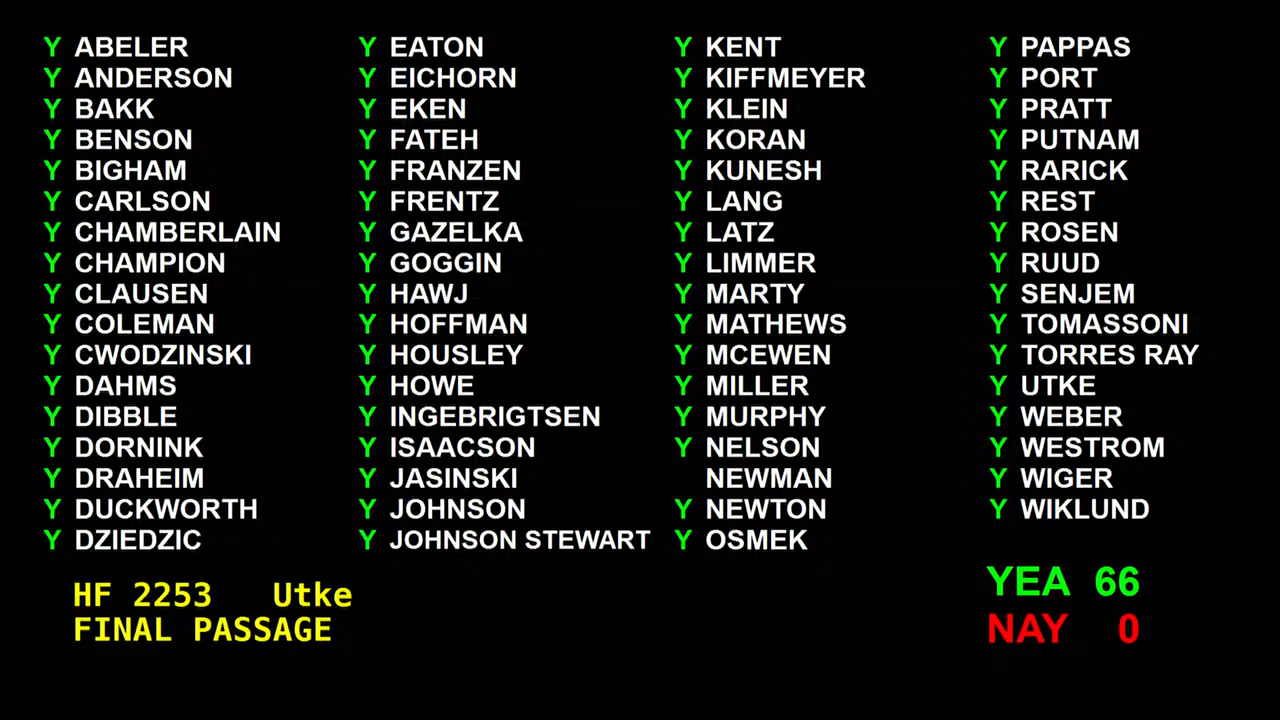 Y ABELER
Y ANDERSON
Y BAKK
Y BENSON
Y BIGHAM
Y CARLSON
Y CHAMBERLAIN
Y CHAMPION
Y CLAUSEN
Y COLEMAN
Y CWODZINSKI
Y DAHMS
Y DIBBLE
Y DORNINK
Y DRAHEIM
Y DUCKWORTH
Y DZIEDZIC
Y EATON
Y EICHORN
Y EKEN
Y FATEH
Y FRANZEN
Y FRENTZ
Y GAZELKA
Y GOGGIN
Y HAWJ
Y HOFFMAN
Y HOUSLEY
Y HOWE
Y INGEBRIGTSEN
Y ISAACSON
Y JASINSKI
Y JOHNSON
Y JOHNSON STEWART
Y KENT
Y KIFFMEYER
Y KLEIN
Y KORAN
Y KUNESH
Y LANG
Y LATZ
Y LIMMER
Y MARTY
Y MATHEWS
Y MCEWEN
Y MILLER
Y MURPHY
Y NELSON
NEWMAN
Y NEWTON
Y OSMEK
Y PAPPAS
Y PORT
Y PRATT
Y PUTNAM
Y RARICK
Y REST
Y ROSEN
Y RUUD
Y SENJEM
Y TOMASSONI
Y TORRES RAY
Y UTKE
Y WEBER
Y WESTROM
Y WIGER
Y WIKLUND
HF 2253 Utke
FINAL PASSAGE
YEA 66
NAY 0